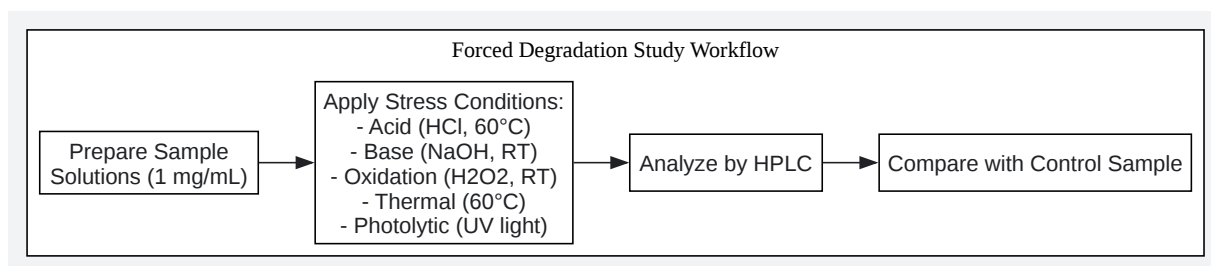 Forced Degradation Study Workflow
Prepare Sample
Solutions (1 mg/mL)
Apply Stress Conditions:
- Acid (HCl, 60°C)
- Base (NaOH, RT)
- Oxidation (H2O2, RT)
- Thermal (60°C)
- Photolytic (UV light)
Analyze by HPLC
Compare with Control Sample